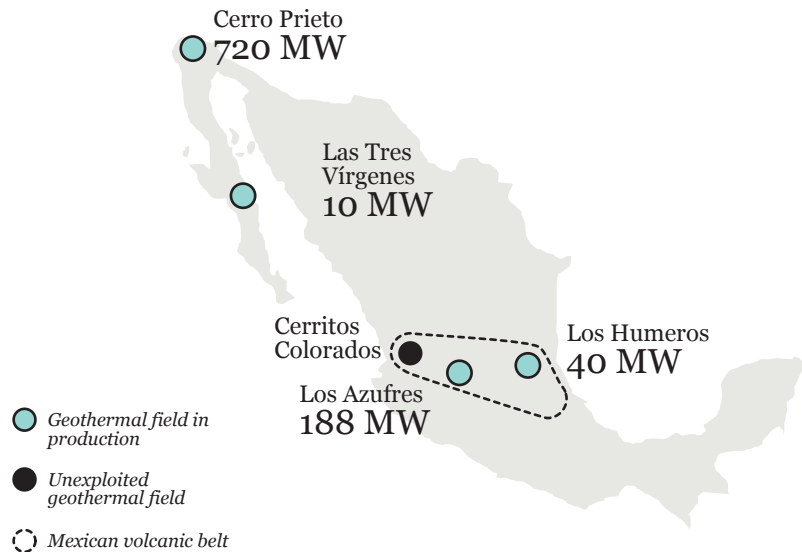 Cerro Prieto
720 MW
Las Tres
Vírgenes
10 MW
Cerritos
Colorados
Los Humeros
40 MW
Los Azufres
188 MW
Geothermal field in
production
Unexploited
geothermal field
Mexican volcanic belt